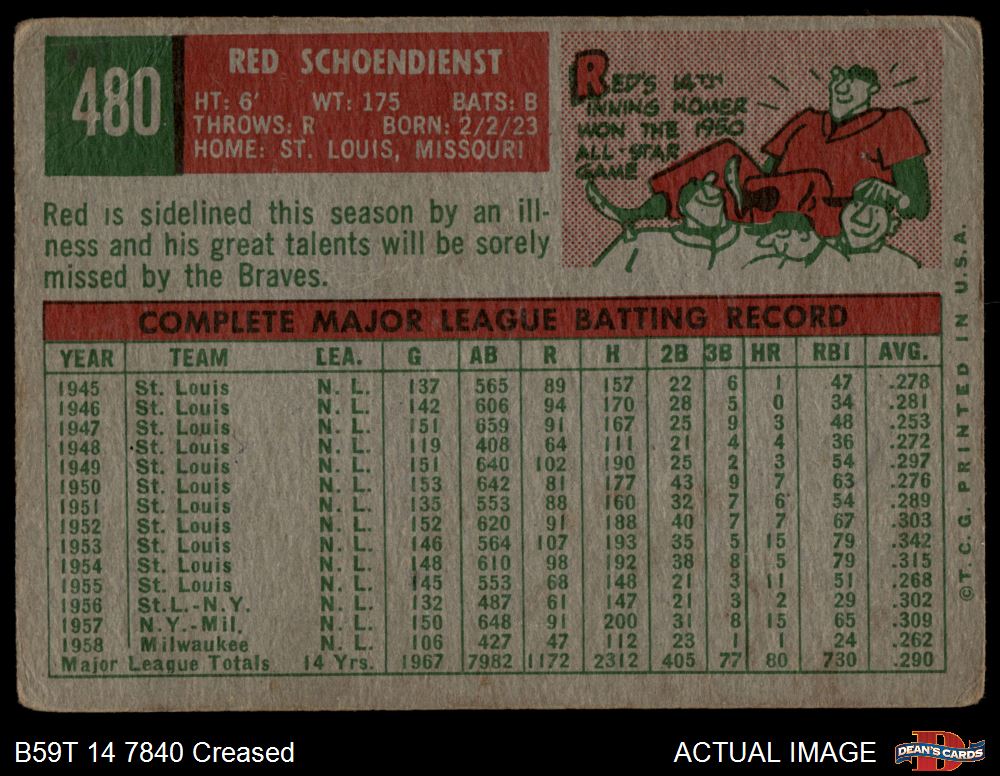 480
RED SCHOENDIENST
HT: 6' WT: 175 BATS: B
THROWS: R BORN: 2/2/23
HOME: ST. LOUIS, MISSOURI
RED'S 14TH
INNING HOMER
WON THE 1950
ALL-STAR
GAME
Red is sidelined this season by an ill-
ness and his great talents will be sorely
missed by the Braves.
COMPLETE MAJOR LEAGUE BATTING RECORD
YEAR TEAM LEA. G AB R H 2B 3B HR RBI AVG.
1945 St. Louis N. L. 137 565 89 157 22 6 1 47 .278
1946 St. Louis N. L. 142 606 94 170 28 5 0 34 .281
1947 St. Louis N. L. 151 659 91 167 25 9 3 48 .253
1948 St. Louis N. L. 119 408 64 111 21 4 4 36 .272
1949 St. Louis N. L. 151 640 102 190 25 2 3 54 .297
1950 St. Louis N. L. 153 642 81 177 43 9 7 63 .276
1951 St. Louis N. L. 135 553 88 160 32 7 6 54 .289
1952 St. Louis N. L. 152 620 91 188 40 7 7 67 .303
1953 St. Louis N. L. 146 564 107 193 35 5 15 79 .342
1954 St. Louis N. L. 148 610 98 192 38 8 5 79 .315
1955 St. Louis N. L. 145 553 68 148 21 3 11 51 .268
1956 St.L.-N.Y. N. L. 132 487 61 147 21 3 2 29 .302
1957 N.Y.-Mil. N. L. 150 648 91 200 31 8 15 65 .309
1958 Milwaukee N. L. 106 427 47 112 23 1 1 24 .262
Major League Totals 14 Yrs. 1967 7982 1172 2312 405 77 80 730 .290
©T.C.G. PRINTED IN U.S.A.
B59T 14 7840 Creased
ACTUAL IMAGE
D
DEAN'S CARDS